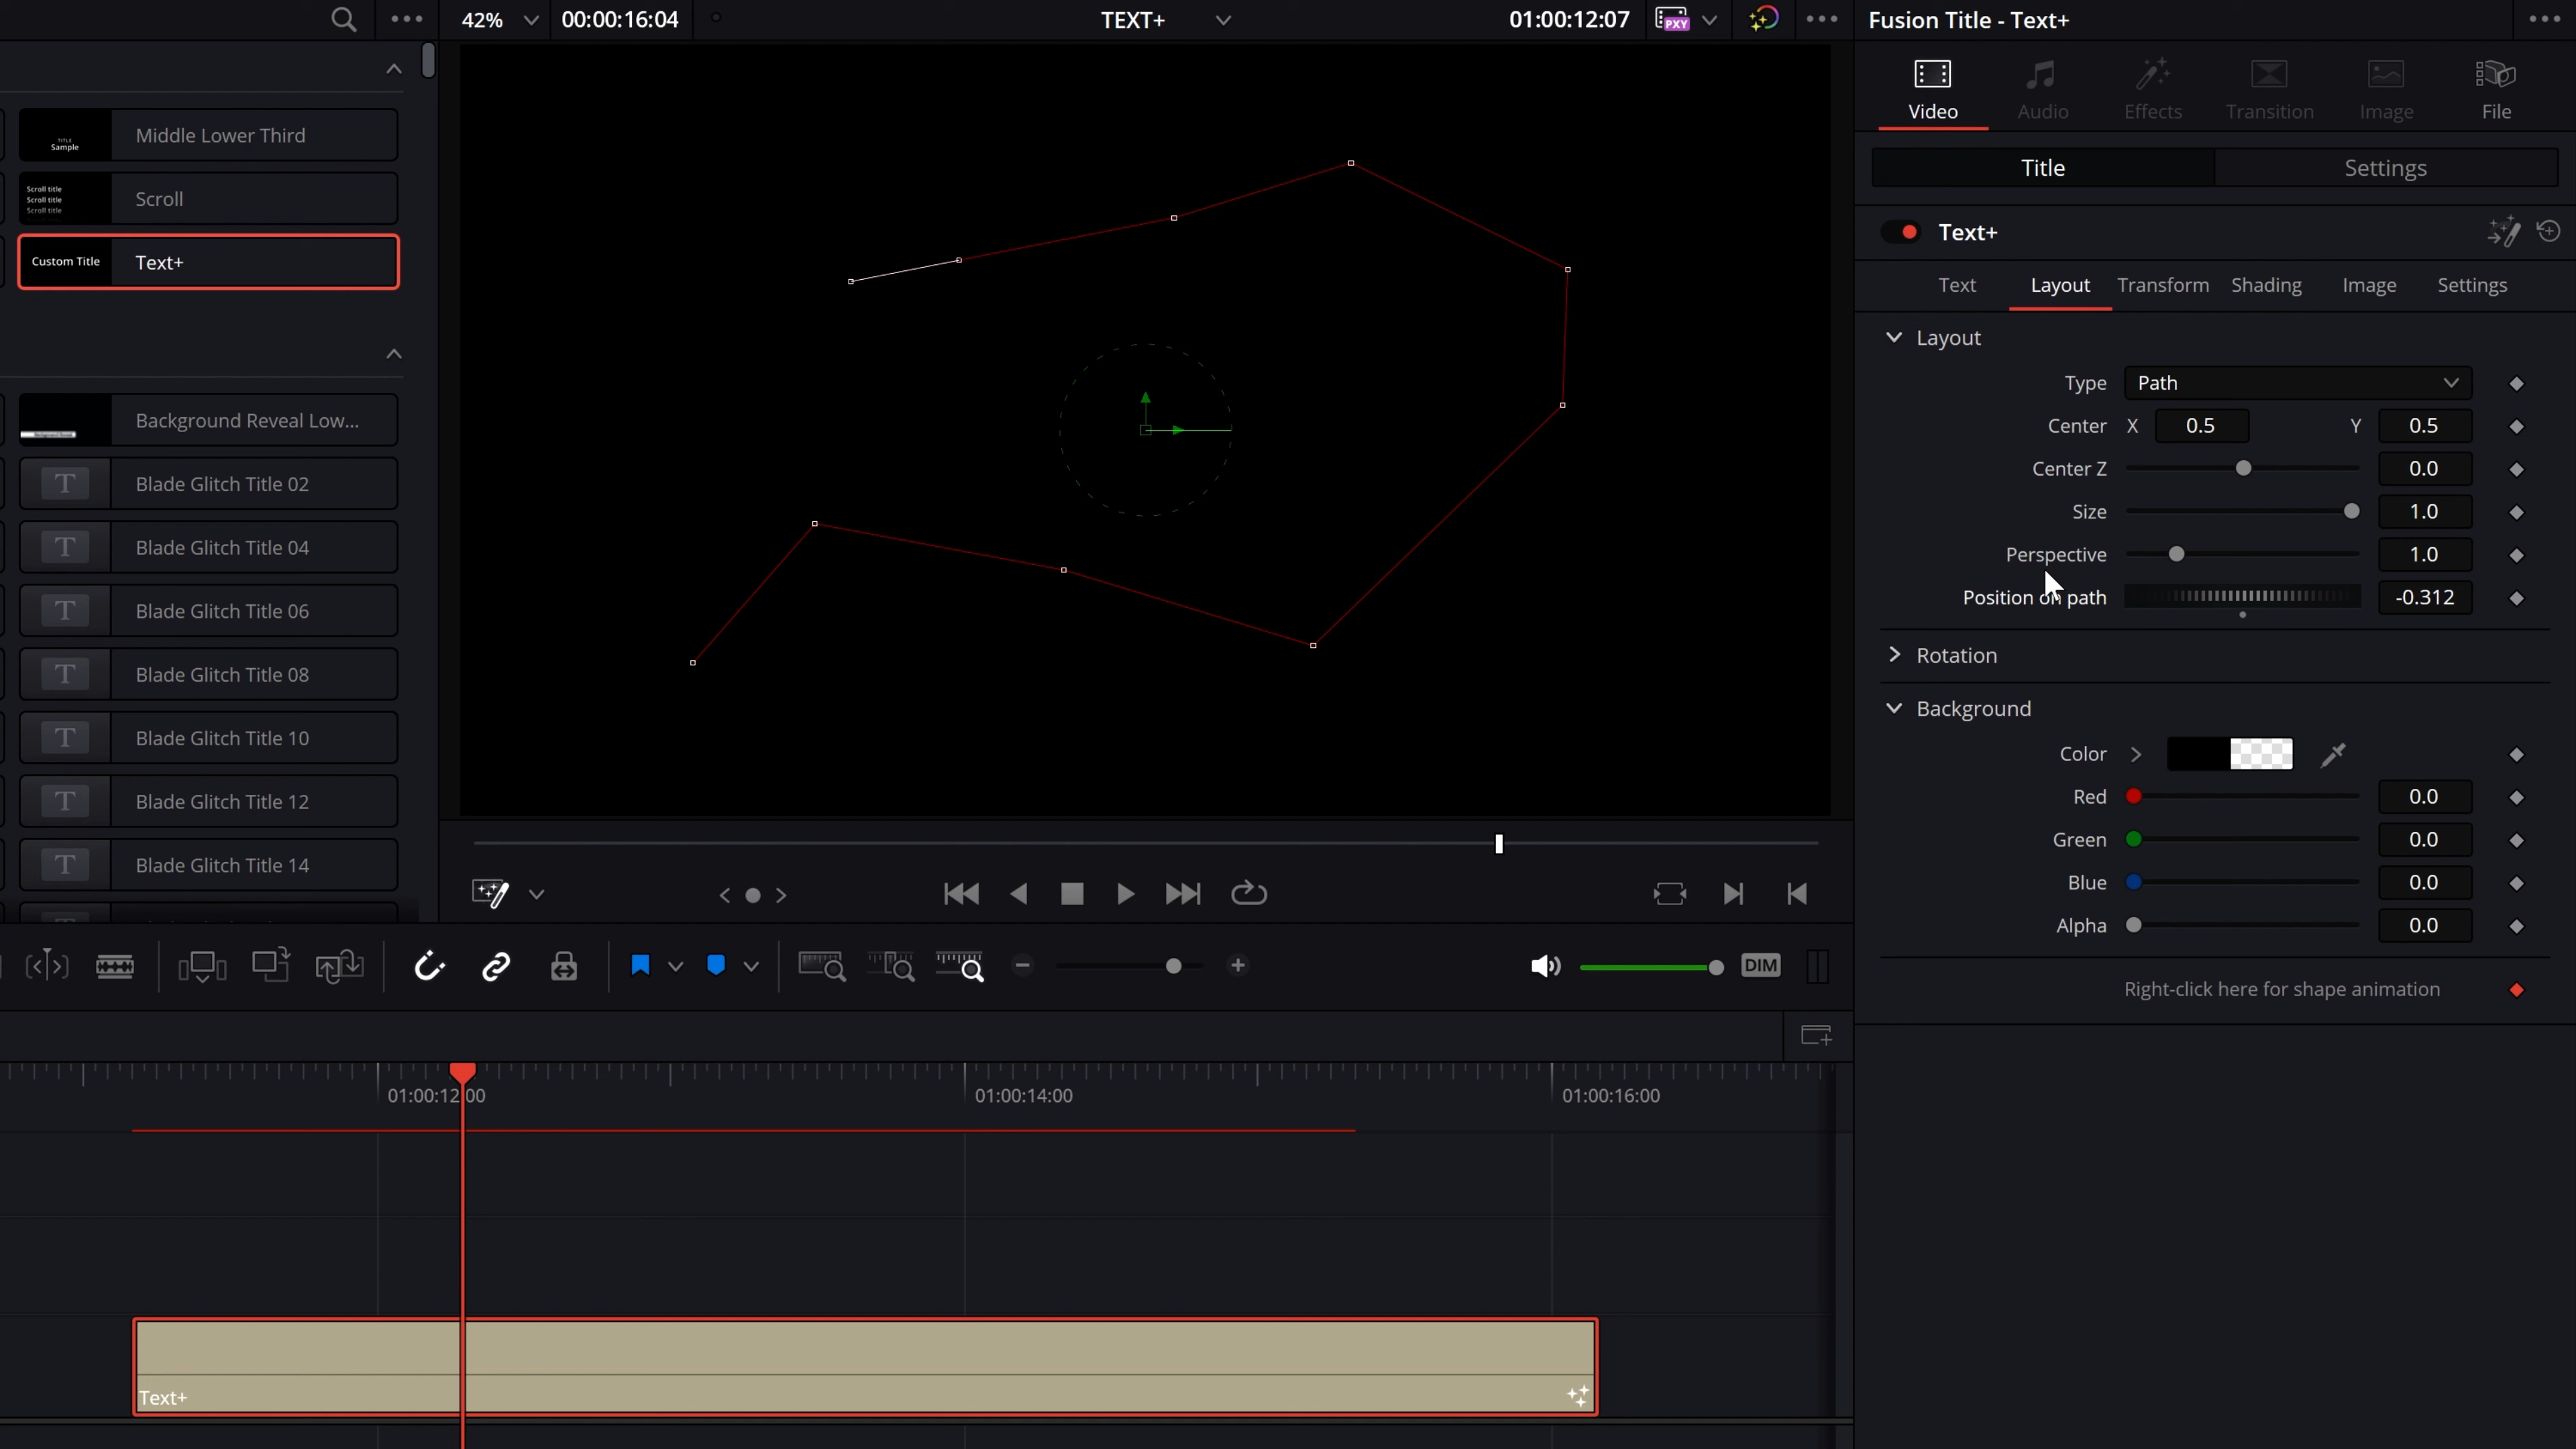 42%
00:00:16:04
TEXT+
01:00:12:07
PXY
Fusion Title - Text+
Video
Audio
Effects
Transition
Image
File
Title
Settings
Text+
Text
Layout
Transform
Shading
Image
Settings
Layout
Type
Path
Center
X
0.5
Y
0.5
Center Z
0.0
Size
1.0
Perspective
1.0
Position on path
-0.312
Rotation
Background
Color
Red
0.0
Green
0.0
Blue
0.0
Alpha
0.0
Right-click here for shape animation
TITLE
Sample
Middle Lower Third
Scroll title
Scroll title
Scroll title
Scroll
Custom Title
Text+
Background Reveal Low...
T
Blade Glitch Title 02
T
Blade Glitch Title 04
T
Blade Glitch Title 06
T
Blade Glitch Title 08
T
Blade Glitch Title 10
T
Blade Glitch Title 12
T
Blade Glitch Title 14
DIM
01:00:12:00
01:00:14:00
01:00:16:00
Text+